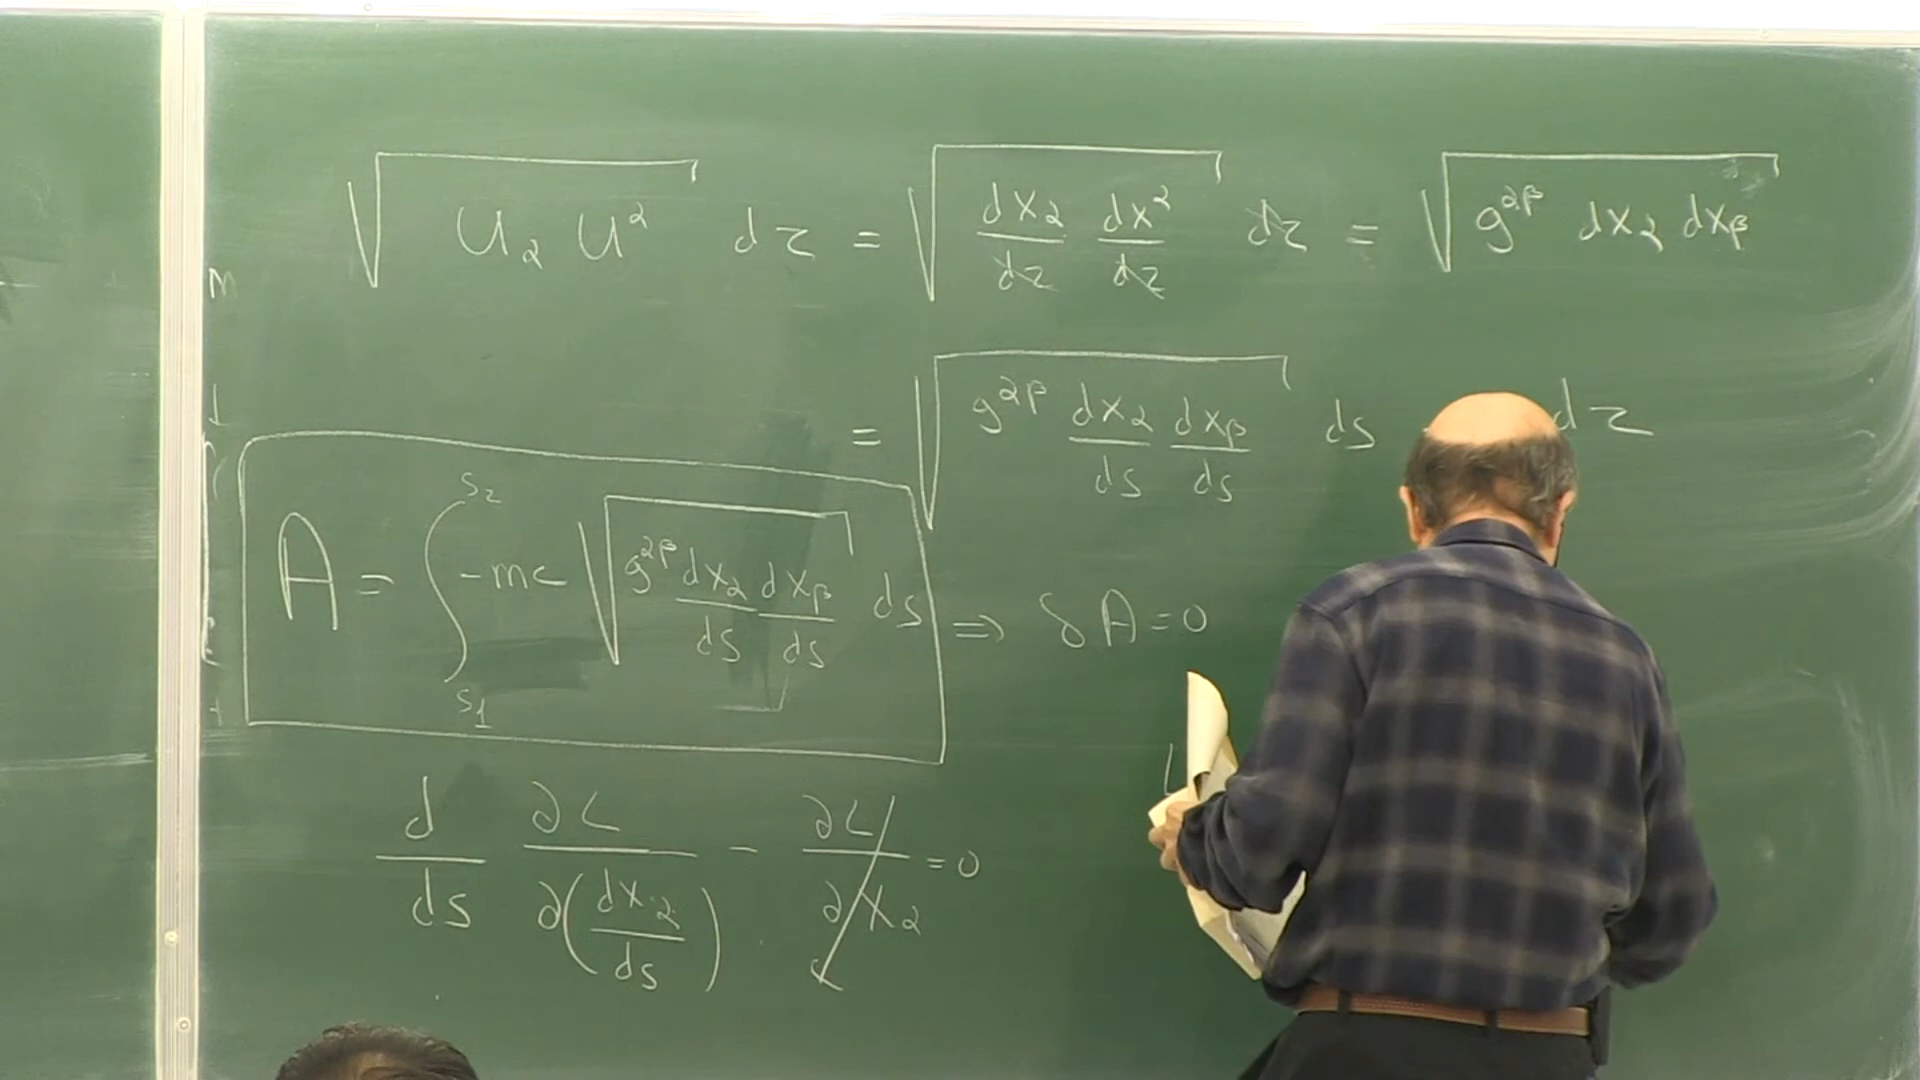 √(U_α U^α) dτ = √(dx_α/dτ dx^α/dτ) dτ = √(g^{αβ} dx_α dx_β)
= √(g^{αβ} dx_α/ds dx_β/ds) ds dτ
A = ∫_{s_1}^{s_2} -mc √(g^{αβ} dx_α/ds dx_β/ds) ds ⇒ δA = 0
d/ds ∂L/∂(dx_α/ds) - ∂L/∂x_α = 0